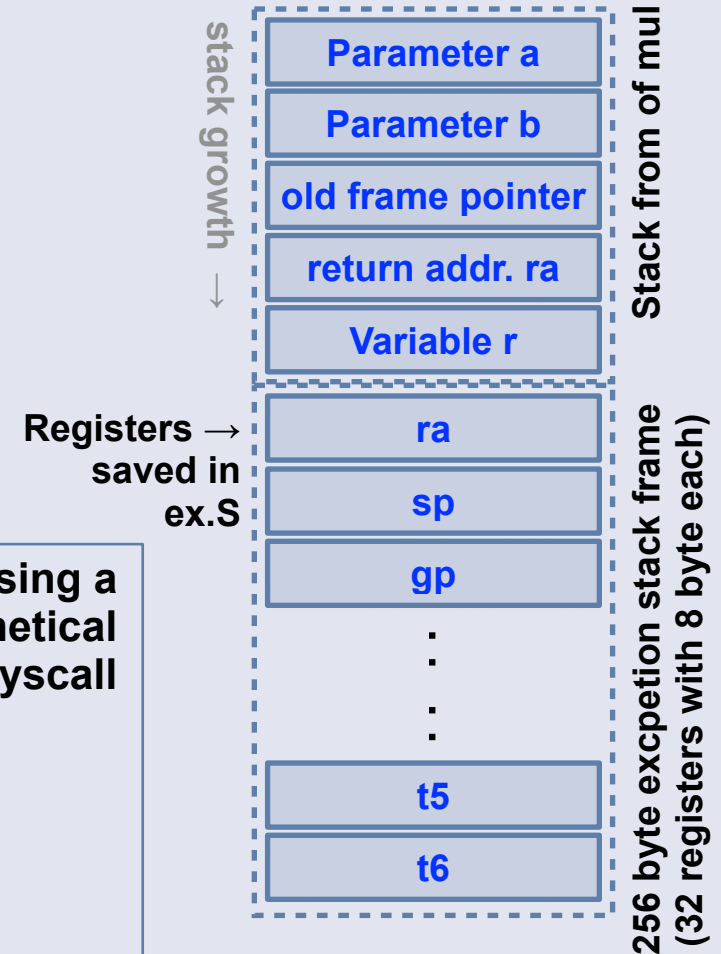 stack growth →
Parameter a
Parameter b
old frame pointer
return addr. ra
Variable r
Stack from of mul
Registers →
saved in
ex.S
ra
sp
gp
.
.
.
.
t5
t6
256 byte excpetion stack frame
(32 registers with 8 byte each)
sing a
netical
yscall